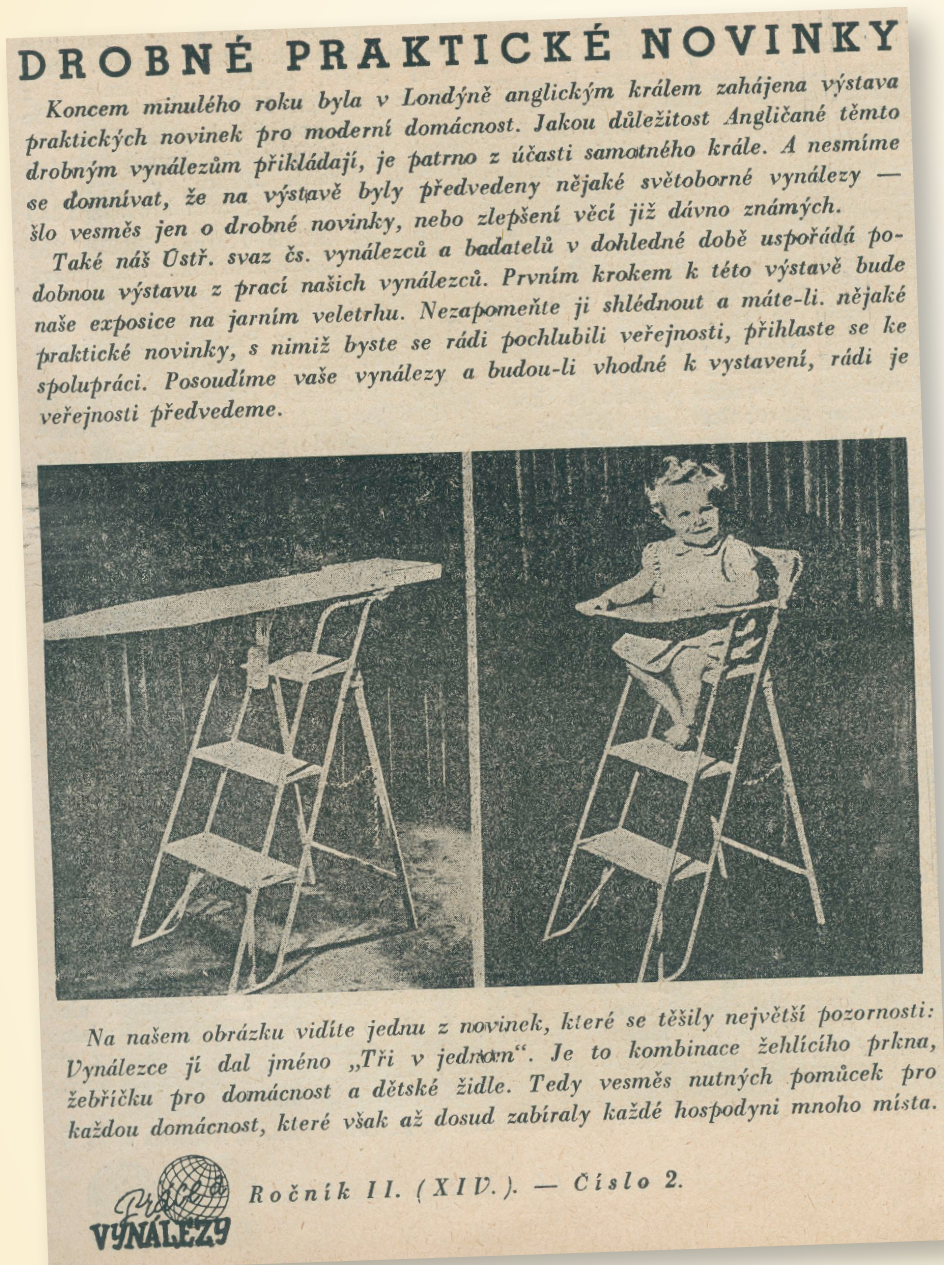 DROBNÉ PRAKTICKÉ NOVINKY
Koncem minulého roku byla v Londýně anglickým králem zahájena výstava
praktických novinek pro moderní domácnost. Jakou důležitost Angličané těmto
drobným vynálezům přikládají, je patrno z účasti samotného krále. A nesmíme
se domnívat, že na výstavě byly předvedeny nějaké světoborné vynálezy —
šlo vesměs jen o drobné novinky, nebo zlepšení věcí již dávno známých.
Také náš Ústř. svaz čs. vynálezců a badatelů v dohledné době uspořádá po-
dobnou výstavu z prací našich vynálezců. Prvním krokem k této výstavě bude
naše exposice na jarním veletrhu. Nezapomeňte ji shlédnout a máte-li. nějaké
praktické novinky, s nimiž byste se rádi pochlubili veřejnosti, přihlaste se ke
spolupráci. Posoudíme vaše vynálezy a budou-li vhodné k vystavení, rádi je
veřejnosti předvedeme.
Na našem obrázku vidíte jednu z novinek, které se těšily největší pozornosti:
Vynálezce jí dal jméno „Tři v jednom“. Je to kombinace žehlícího prkna,
žebříčku pro domácnost a dětské židle. Tedy vesměs nutných pomůcek pro
každou domácnost, které však až dosud zabíraly každé hospodyni mnoho místa.
Práce a
VYNÁLEZY
Ročník II. (XIV.). — Číslo 2.